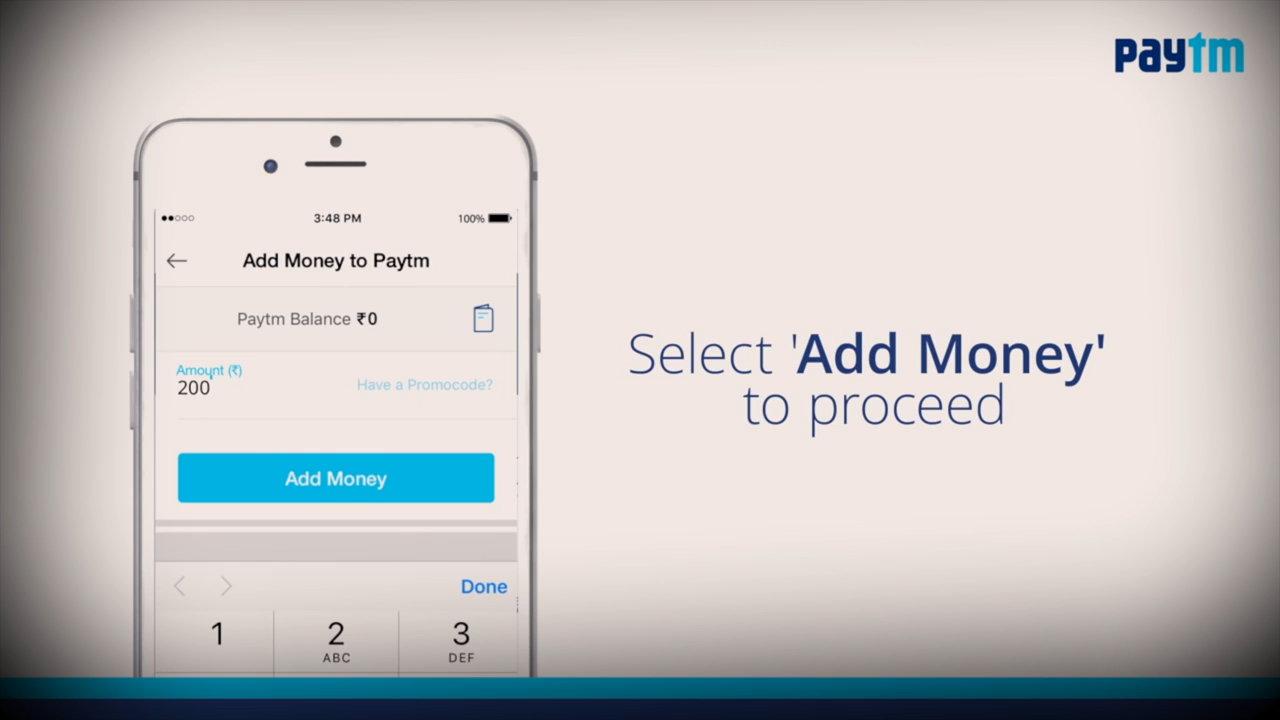 paytm
3:48 PM 100%
Add Money to Paytm
Paytm Balance ₹0
Amount (₹)
200
Have a Promocode?
Add Money
Done
1 2 3
ABC DEF
Select 'Add Money'
to proceed